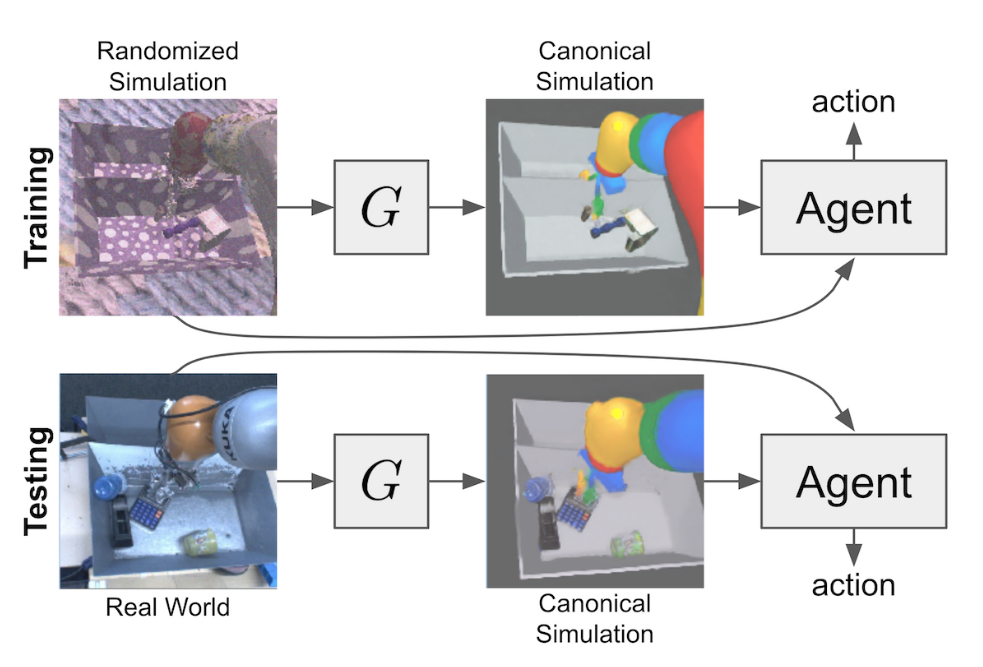 Randomized
Simulation
Canonical
Simulation
action
Training
G
Agent
Testing
KUKA
G
Agent
Real World
Canonical
Simulation
action